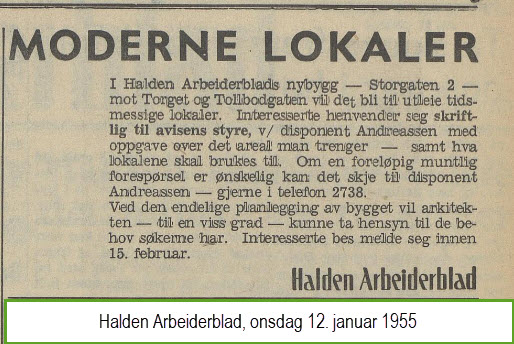 MODERNE LOKALER
I Halden Arbeiderblads nybygg — Storgaten 2 —
mot Torget og Tollbodgaten vil det bli til utleie tids-
messige lokaler. Interesserte henvender seg skrift-
lig til avisens styre, v/ disponent Andreassen med
oppgave over det areal man trenger — samt hva
lokalene skal brukes til. Om en foreløpig muntlig
forespørsel er ønskelig kan det skje til disponent
Andreassen — gjerne i telefon 2738.
Ved den endelige planlegging av bygget vil arkitek-
ten — til en viss grad — kunne ta hensyn til de be-
hov søkerne har. Interesserte bes melde seg innen
15. februar.
Halden Arbeiderblad
Halden Arbeiderblad, onsdag 12. januar 1955